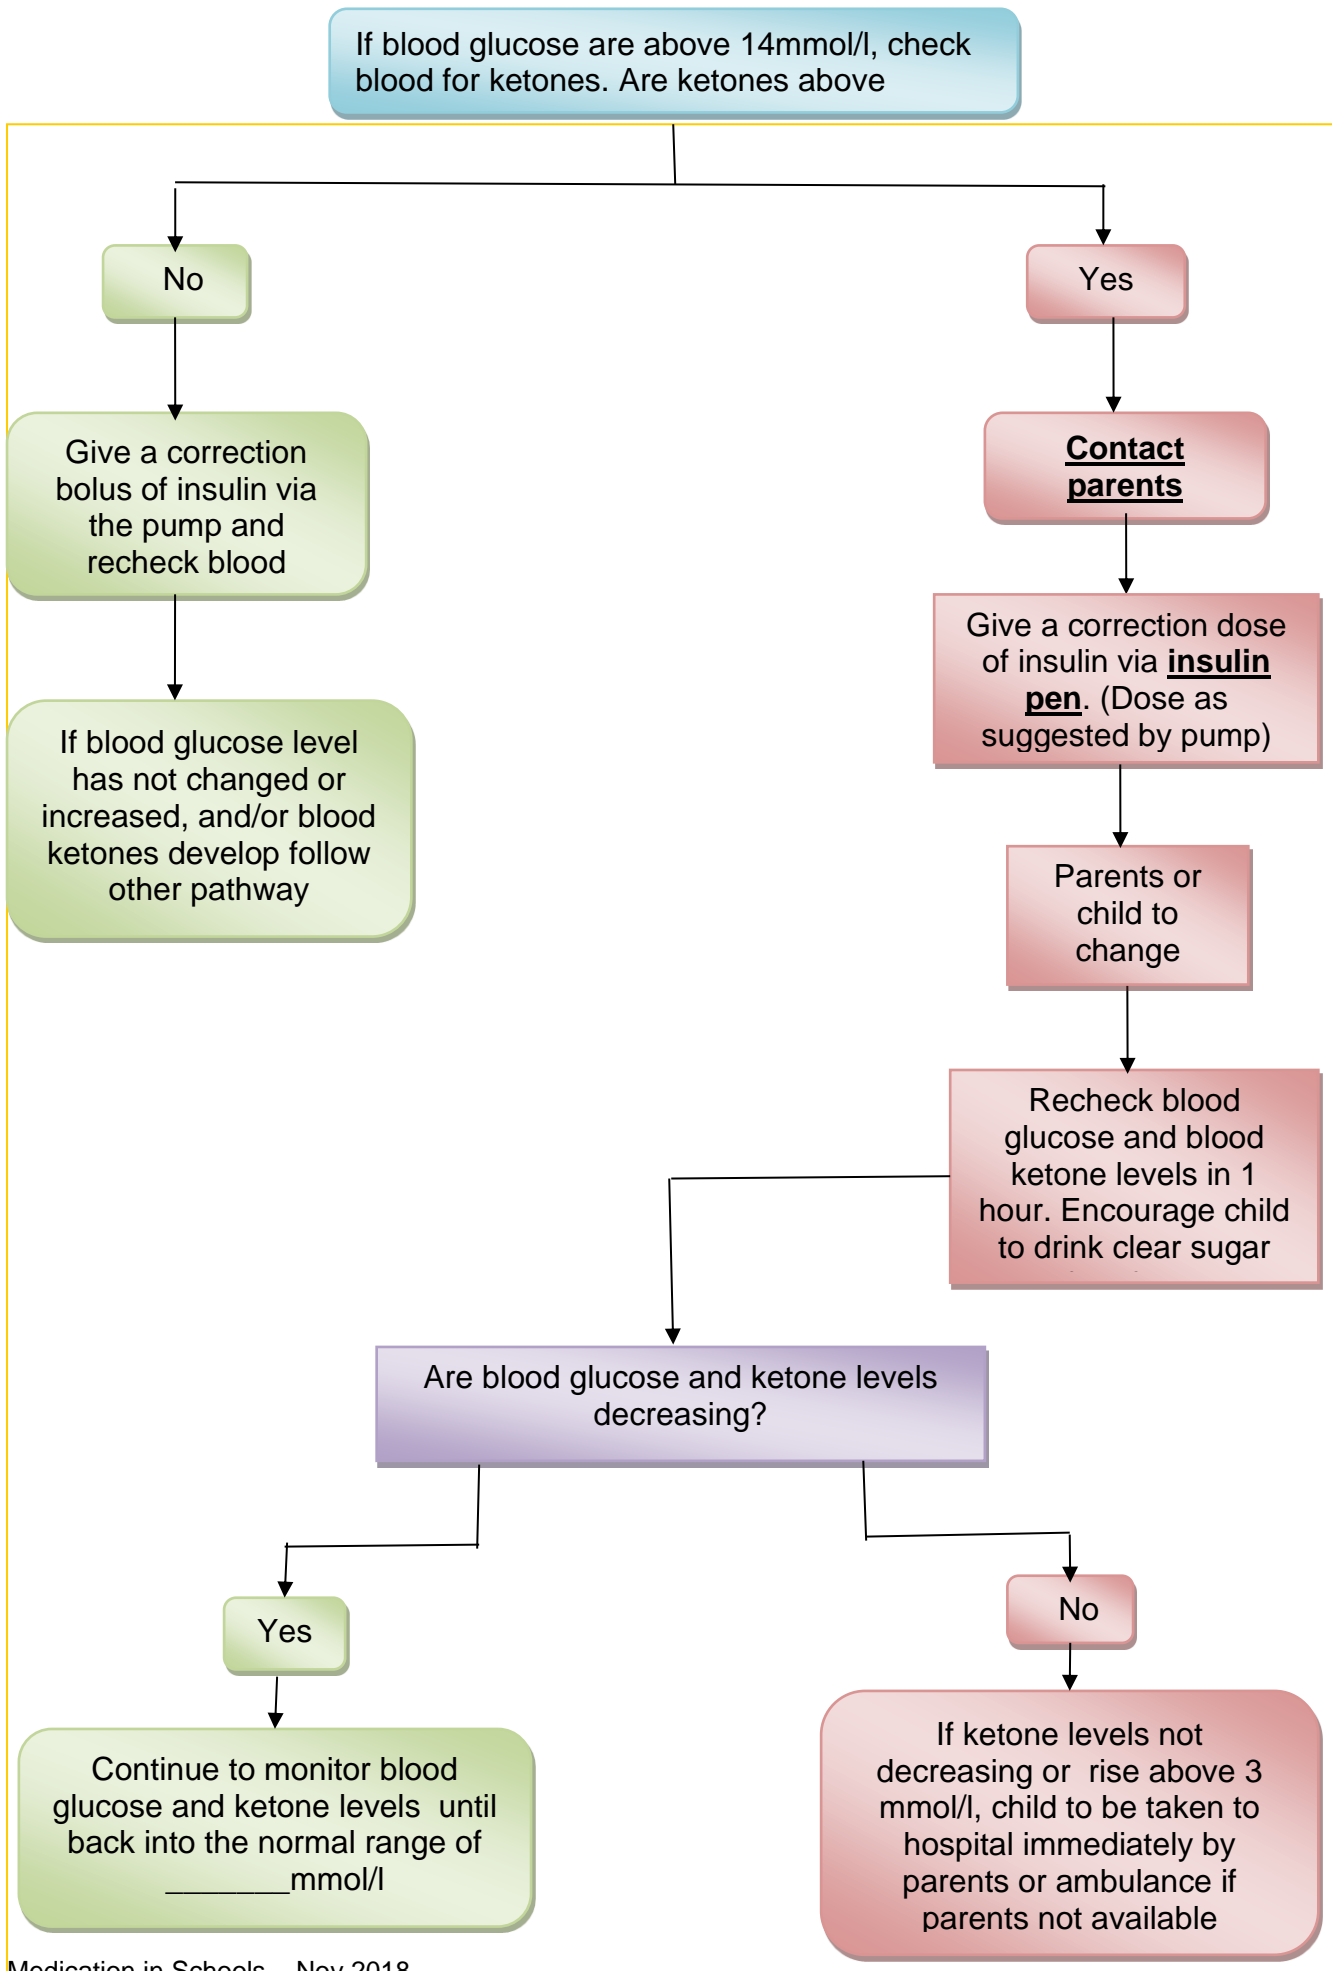 If blood glucose are above 14mmol/l, check
blood for ketones. Are ketones above
No
Yes
Give a correction
bolus of insulin via
the pump and
recheck blood
Contact
parents
If blood glucose level
has not changed or
increased, and/or blood
ketones develop follow
other pathway
Give a correction dose
of insulin via insulin
pen. (Dose as
suggested by pump)
Parents or
child to
change
Recheck blood
glucose and blood
ketone levels in 1
hour. Encourage child
to drink clear sugar
Are blood glucose and ketone levels
decreasing?
Yes
No
Continue to monitor blood
glucose and ketone levels  until
back into the normal range of
_______mmol/l
If ketone levels not
decreasing or  rise above 3
mmol/l, child to be taken to
hospital immediately by
parents or ambulance if
parents not available
Medication in Schools – Nov 2018